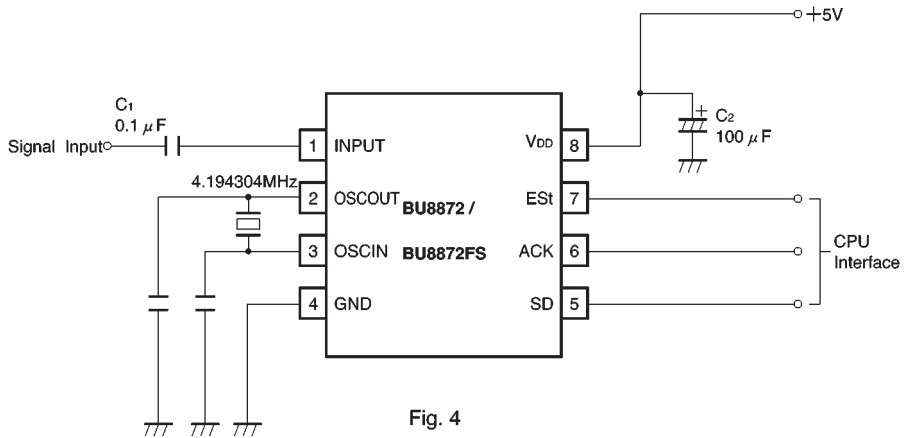 +5V
C1
0.1 μF
Signal Input
4.194304MHz
1 INPUT
2 OSCOUT
3 OSCIN
4 GND
BU8872 /
BU8872FS
VDD 8
ESt 7
ACK 6
SD 5
+
C2
100 μF
CPU
Interface
Fig. 4